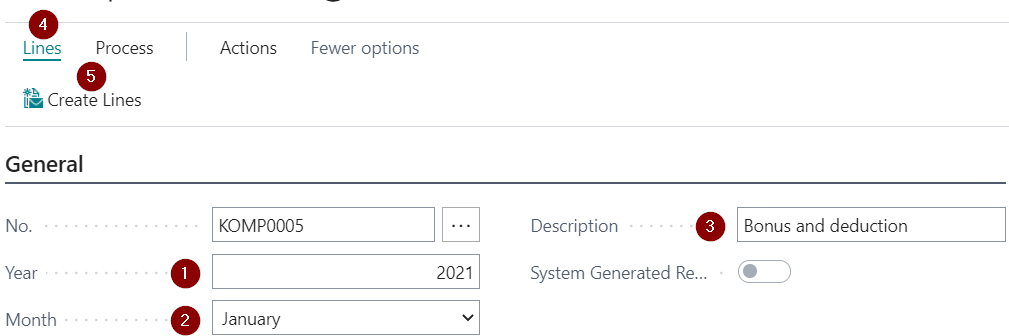 4
Lines Process Actions Fewer options
5
Create Lines
General
No. KOMP0005 ... Description 3 Bonus and deduction
Year 1 2021 System Generated Re...
Month 2 January